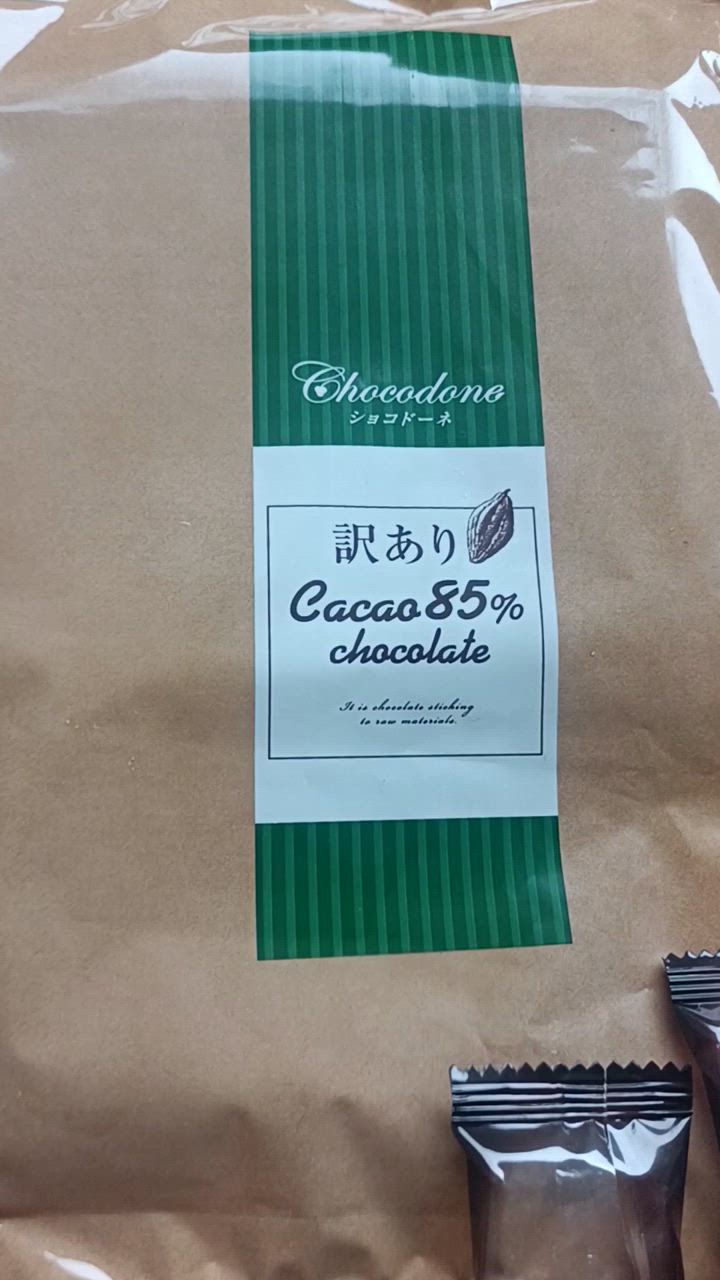 Chocodone
ショコドーネ
訳あり
Cacao 85%
chocolate
It is chocolate sticking
to raw materials.